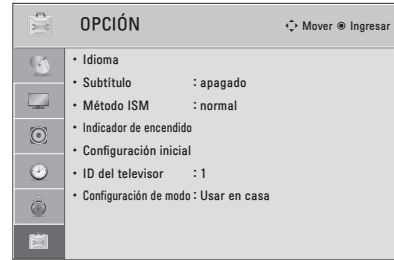 OPCIÓN
Mover ◉ Ingresar
• Idioma
• Subtítulo : apagado
• Método ISM : normal
• Indicador de encendido
• Configuración inicial
• ID del televisor : 1
• Configuración de modo : Usar en casa